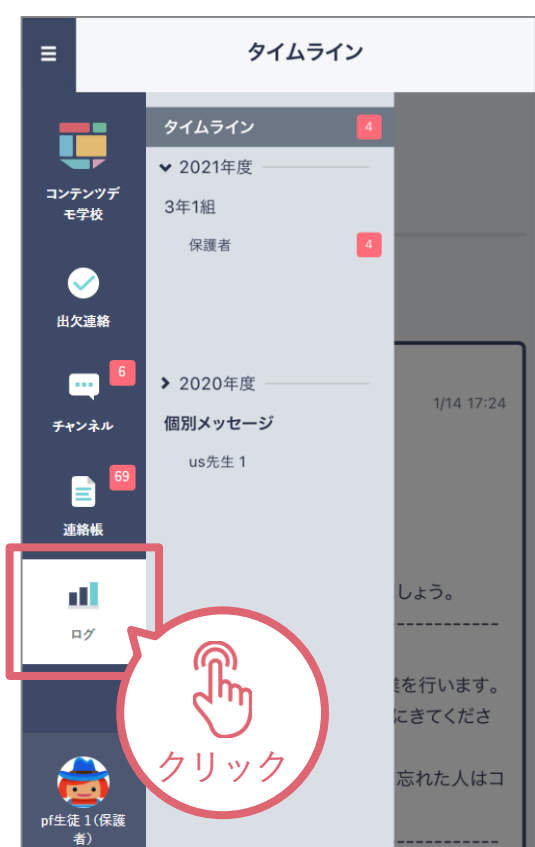 タイムライン
コンテンツデ
モ学校
出欠連絡
6
チャンネル
69
連絡帳
ログ
pf生徒 1(保護
者)
タイムライン 4
2021年度
3年1組
保護者 4
2020年度
個別メッセージ
us先生 1
クリック
1/14 17:24
しょう。
-----------
を行います。
にきてくださ
忘れた人はコ
-----------